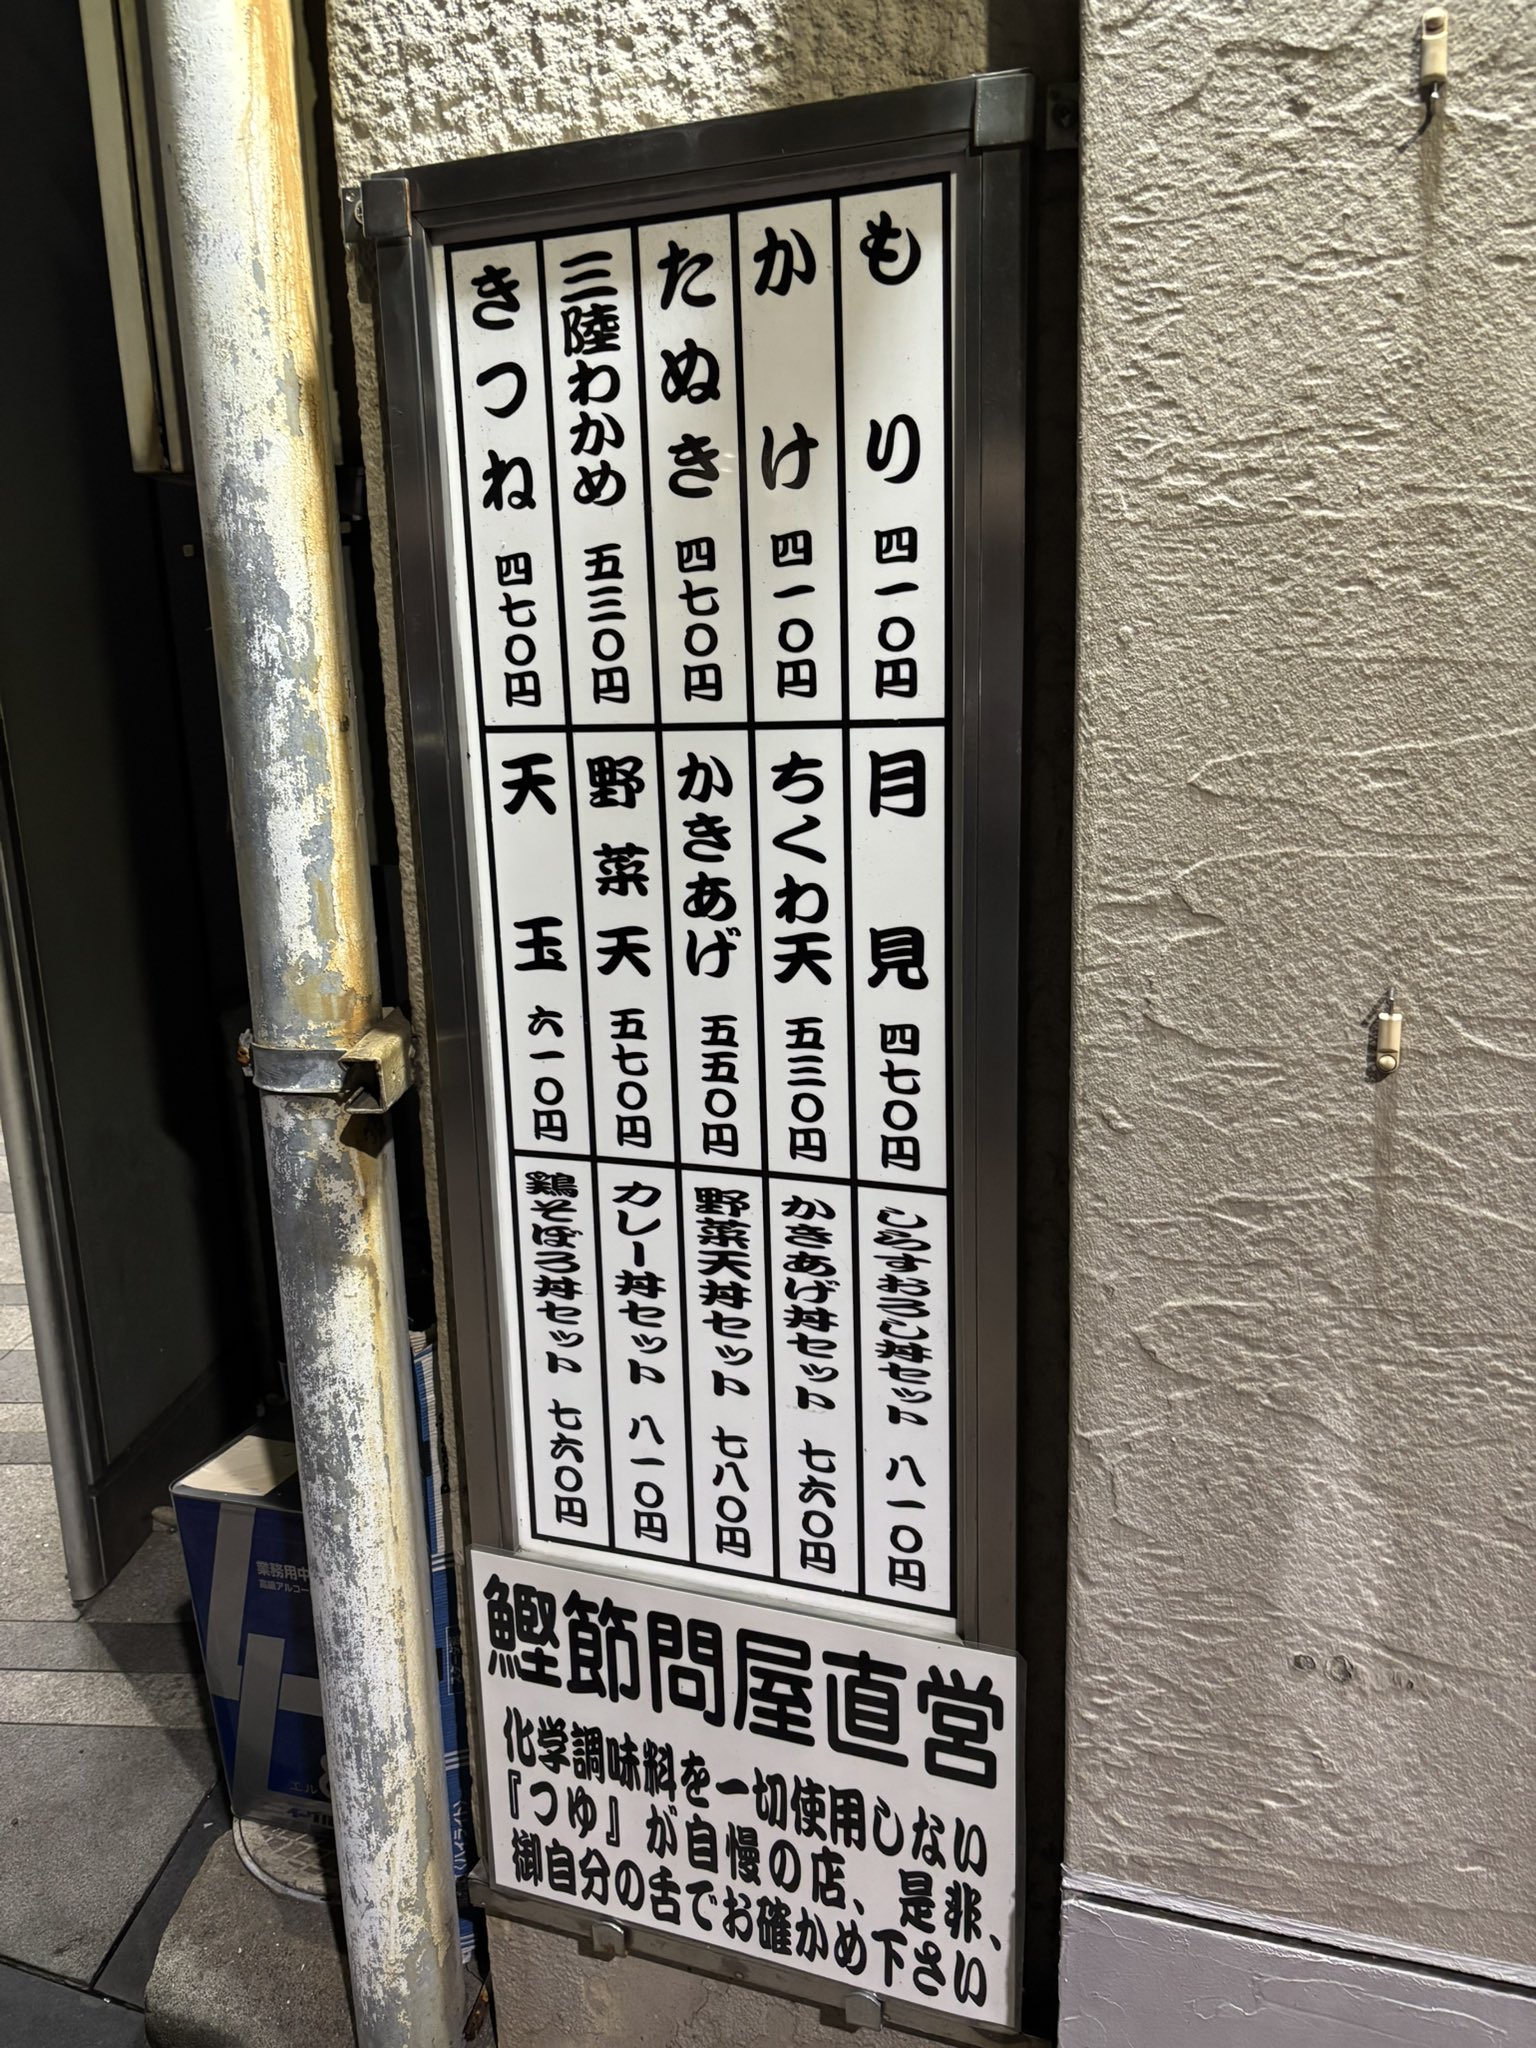 もり 四一〇円
かけ 四一〇円
たぬき 四七〇円
三陸わかめ 五三〇円
きつね 四七〇円
月見 四七〇円
ちくわ天 五三〇円
かきあげ 五五〇円
野菜天 五七〇円
天玉 六一〇円
しらすおろし丼セット 八一〇円
かきあげ丼セット 七六〇円
野菜天丼セット 七八〇円
カレー丼セット 八一〇円
鶏そぼろ丼セット 七六〇円
鰹節問屋直営
化学調味料を一切使用しない
『つゆ』が自慢の店、是非、
御自分の舌でお確かめ下さい
業務用中